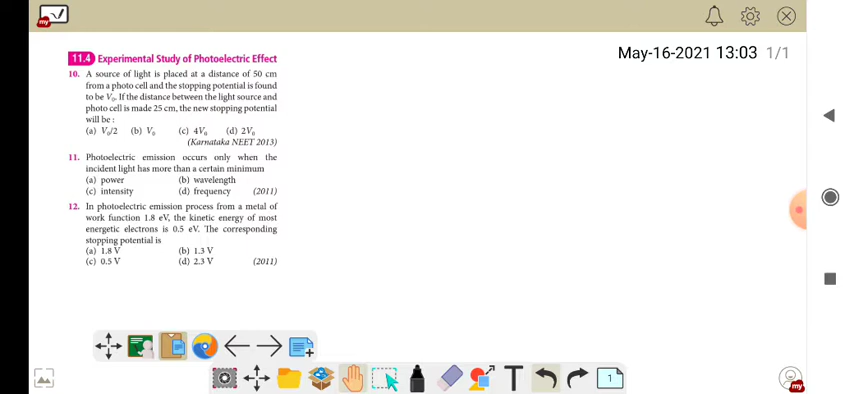 my
May-16-2021 13:03 1/1
11.4 Experimental Study of Photoelectric Effect
10. A source of light is placed at a distance of 50 cm
from a photo cell and the stopping potential is found
to be V₀. If the distance between the light source and
photo cell is made 25 cm, the new stopping potential
will be :
(a) V₀/2 (b) V₀ (c) 4V₀ (d) 2V₀
(Karnataka NEET 2013)
11. Photoelectric emission occurs only when the
incident light has more than a certain minimum
(a) power (b) wavelength
(c) intensity (d) frequency (2011)
12. In photoelectric emission process from a metal of
work function 1.8 eV, the kinetic energy of most
energetic electrons is 0.5 eV. The corresponding
stopping potential is
(a) 1.8 V (b) 1.3 V
(c) 0.5 V (d) 2.3 V (2011)
T
1
my